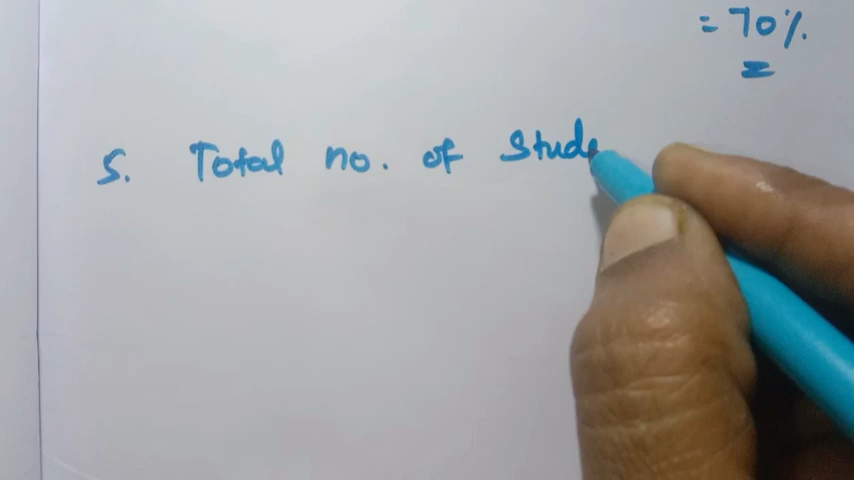 = 70%
5. Total no. of Stude